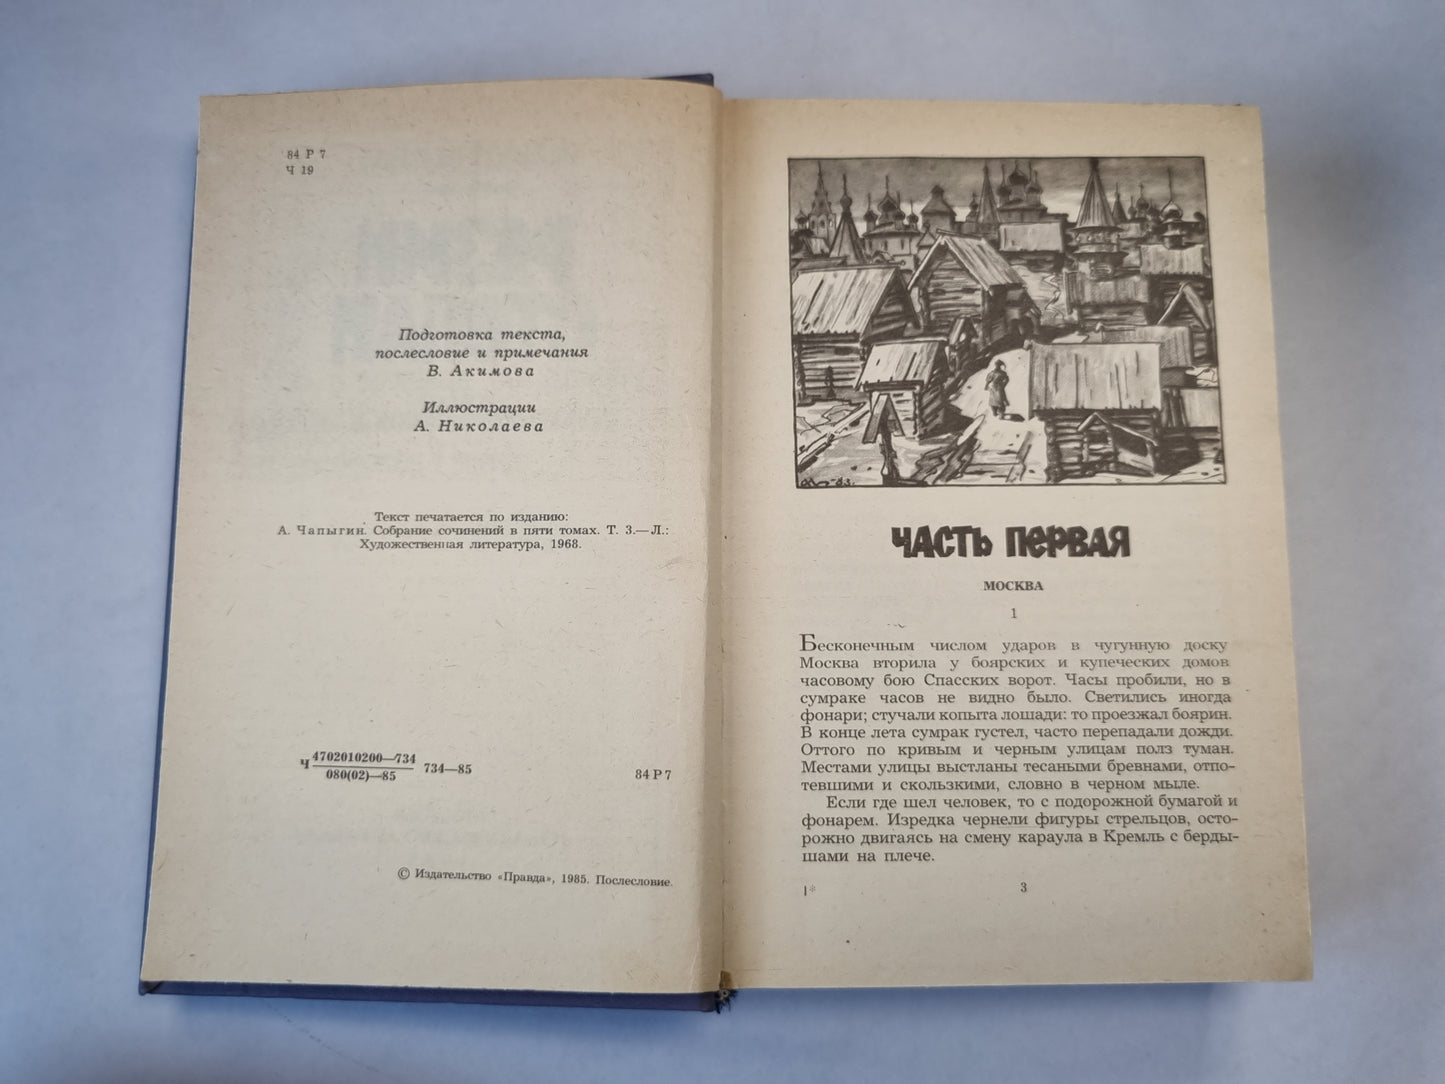 84 Р 7
Ч 19
Подготовка текста,
послесловие и примечания
В. Акимова
Иллюстрации
А. Николаева
Текст печатается по изданию:
А. Чапыгин. Собрание сочинений в пяти томах. Т. 3.—Л.:
Художественная литература, 1968.
Ч 4702010200—734
080(02)—85
734—85
84 Р 7
© Издательство «Правда», 1985. Послесловие.
ЧАСТЬ ПЕРВАЯ
МОСКВА
1
Бесконечным числом ударов в чугунную доску
Москва вторила у боярских и купеческих домов
часовому бою Спасских ворот. Часы пробили, но в
сумраке часов не видно было. Светились иногда
фонари; стучали копыта лошади: то проезжал боярин.
В конце лета сумрак густел, часто перепадали дожди.
Оттого по кривым и черным улицам полз туман.
Местами улицы выстланы тесаными бревнами, отпо-
тевшими и скользкими, словно в черном мыле.
Если где шел человек, то с подорожной бумагой и
фонарем. Изредка чернели фигуры стрельцов, осто-
рожно двигаясь на смену караула в Кремль с берды-
шами на плече.
1*
3